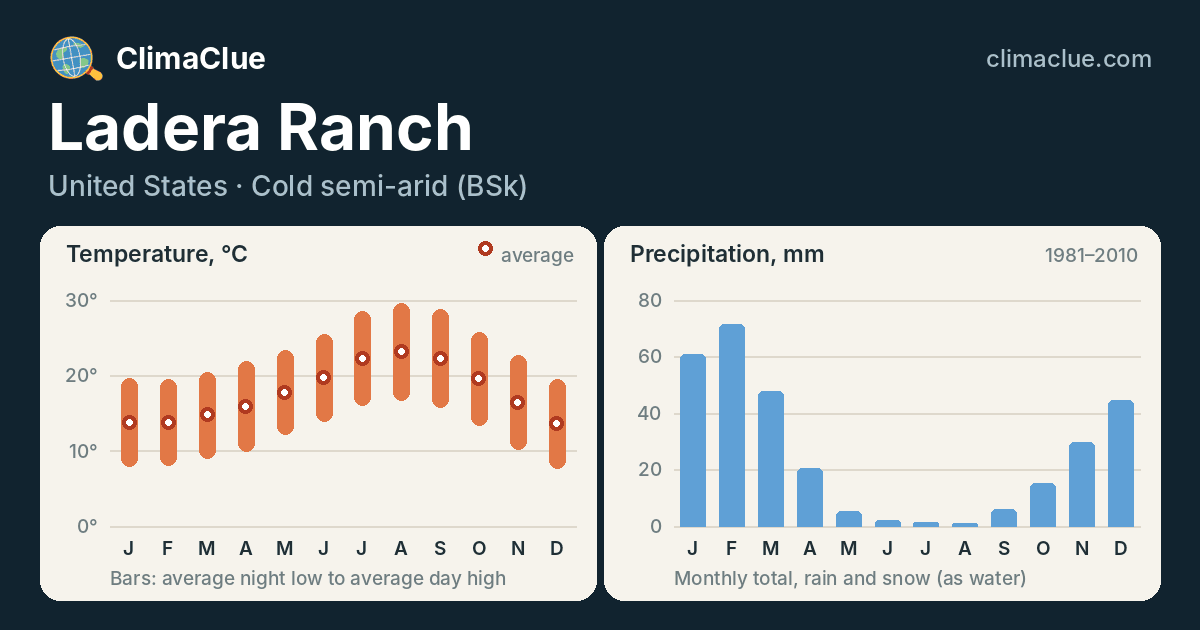 ClimaClue
climaclue.com
Ladera Ranch
United States · Cold semi-arid (BSk)
Temperature, °C
average
30°
20°
10°
0°
J F M A M J J A S O N D
Bars: average night low to average day high
Precipitation, mm
1981–2010
80
60
40
20
0
J F M A M J J A S O N D
Monthly total, rain and snow (as water)